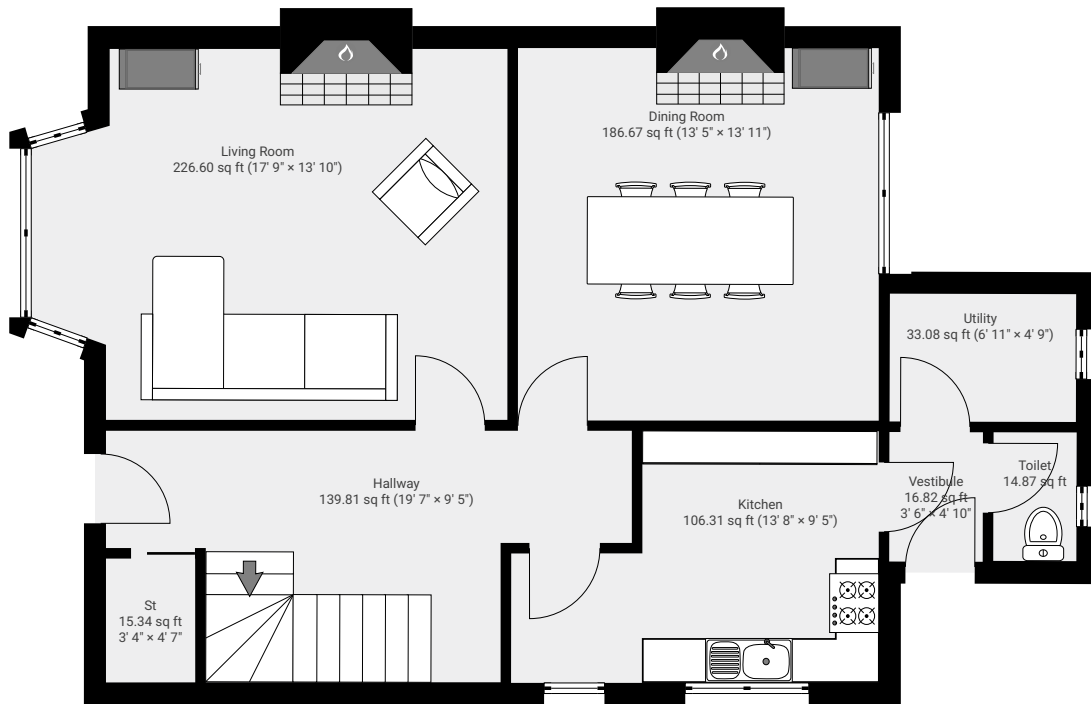 Living Room
226.60 sq ft (17' 9" × 13' 10")
Dining Room
186.67 sq ft (13' 5" × 13' 11")
Utility
33.08 sq ft (6' 11" × 4' 9")
Hallway
139.81 sq ft (19' 7" × 9' 5")
Kitchen
106.31 sq ft (13' 8" × 9' 5")
Vestibule
16.82 sq ft
3' 6" × 4' 10"
Toilet
14.87 sq ft
St
15.34 sq ft
3' 4" × 4' 7"